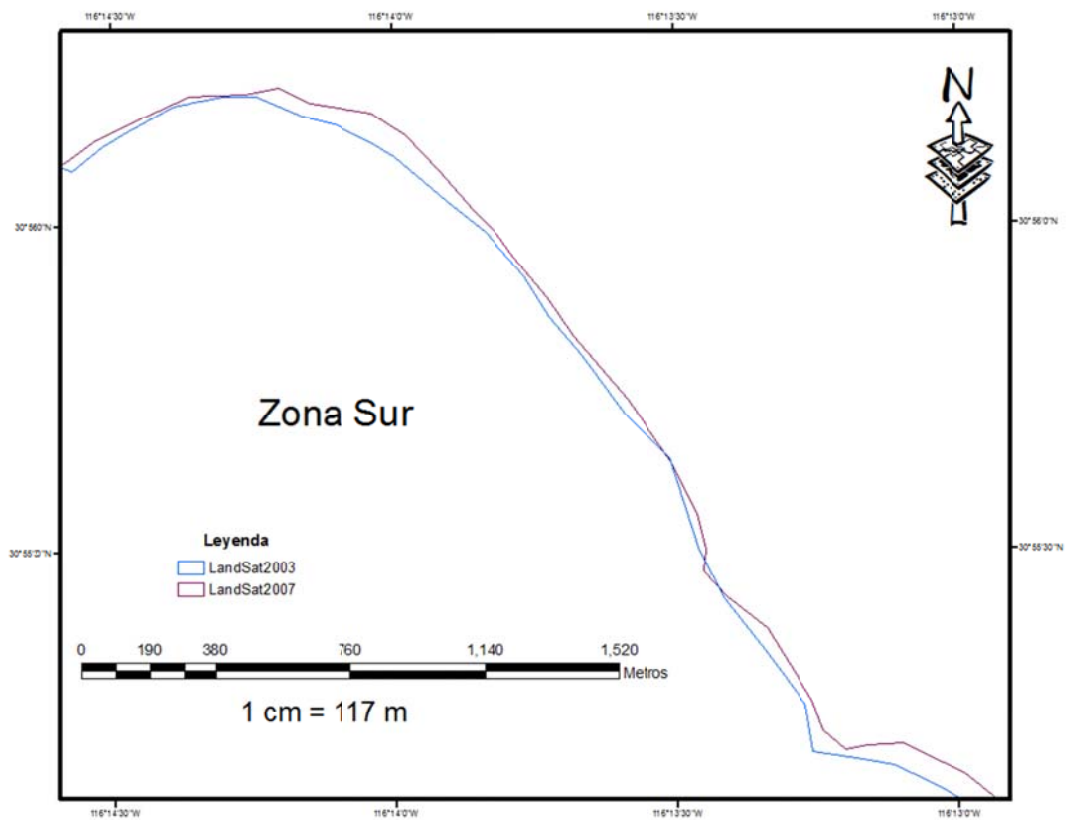 116°14'30"W 116°14'0"W 116°13'30"W 116°13'0"W
N
30°56'0"N 30°56'0"N
Zona Sur
Leyenda
30°55'30"N
LandSat2003
LandSat2007
0 190 380 760 1,140 1,520
Metros
1 cm = 117 m
116°14'30"W 116°14'0"W 116°13'30"W 116°13'0"W